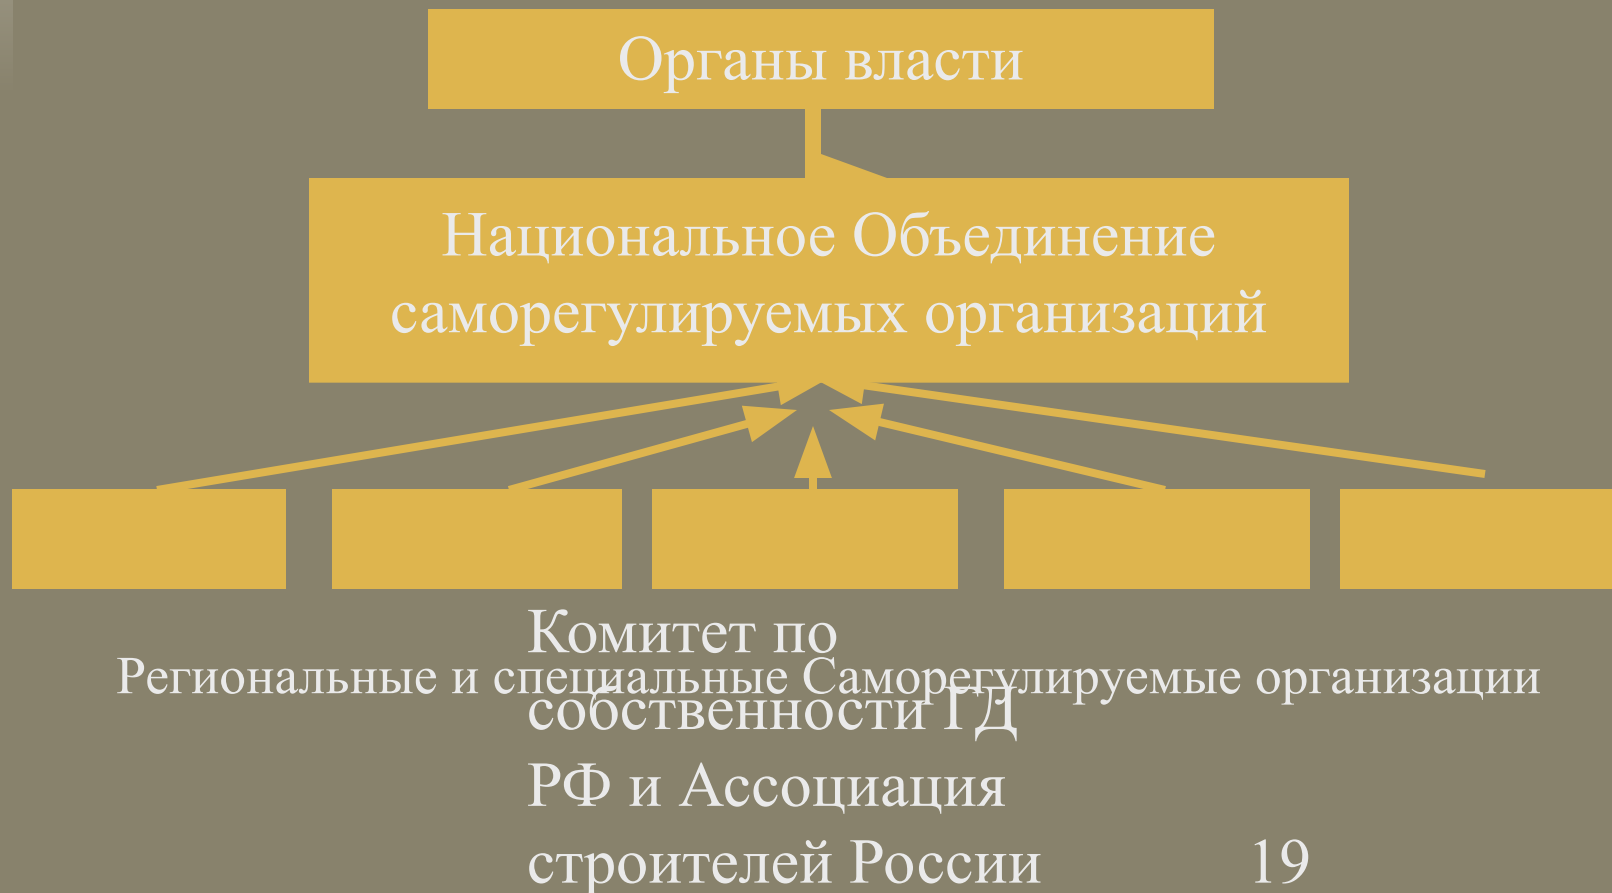 Органы власти
Национальное Объединение
саморегулируемых организаций
Комитет по
Региональные и специальные Саморегулируемые организации
собственности ГД
РФ и Ассоциация
строителей России
19